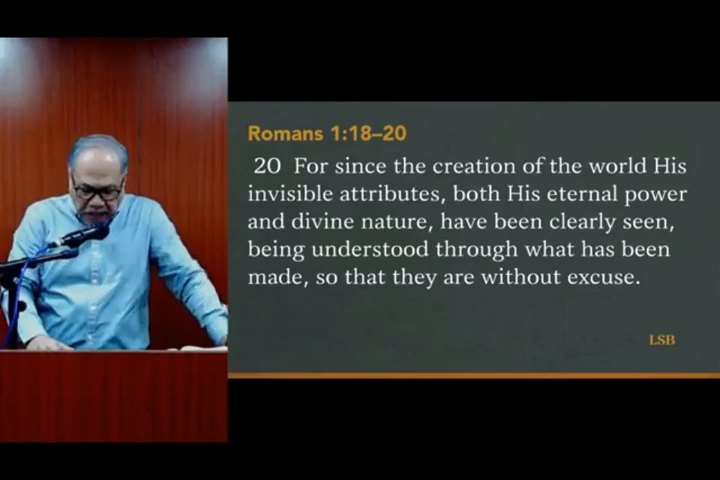 Romans 1:18–20
20 For since the creation of the world His
invisible attributes, both His eternal power
and divine nature, have been clearly seen,
being understood through what has been
made, so that they are without excuse.
LSB